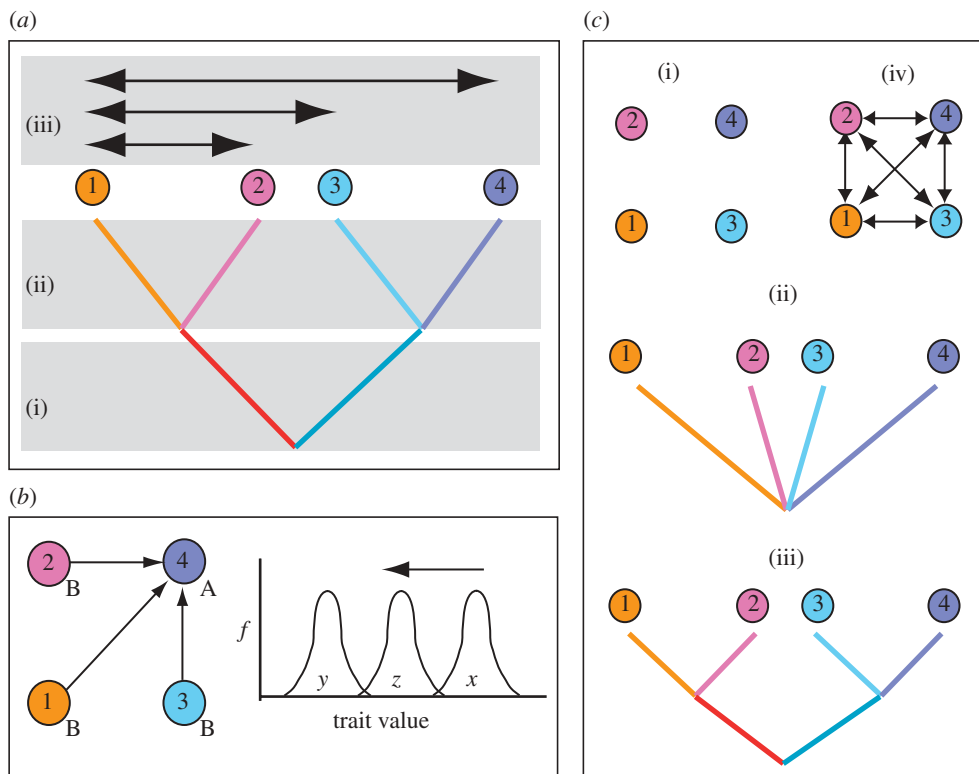 (a)
(iii)
1 2 3 4
(ii)
(i)
(b)
2 B
4 A
1 B
3 B
f
y z x
trait value
(c)
(i)
2 4
1 3
(iv)
2 4
1 3
(ii)
1 2 3 4
(iii)
1 2 3 4